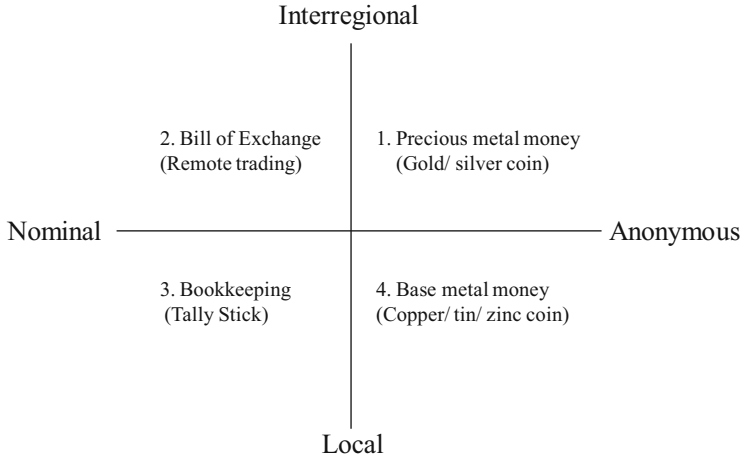 Interregional
2. Bill of Exchange
(Remote trading)
1. Precious metal money
(Gold/ silver coin)
Nominal
Anonymous
3. Bookkeeping
(Tally Stick)
4. Base metal money
(Copper/ tin/ zinc coin)
Local